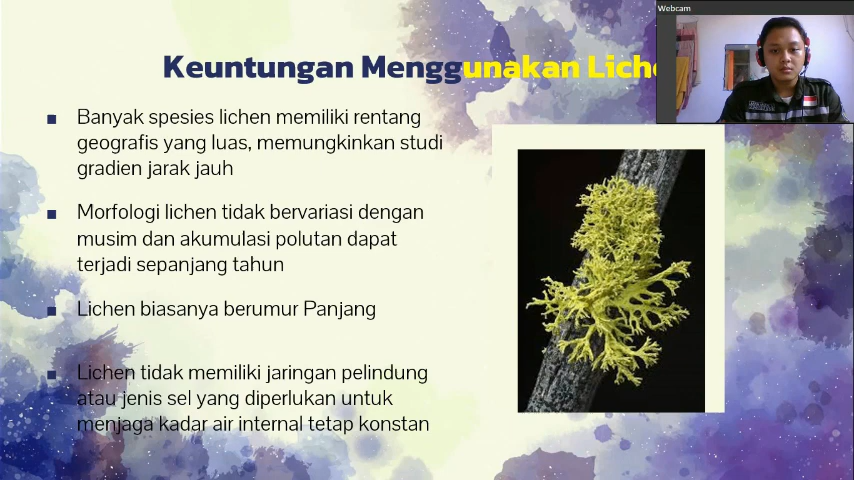 Webcam
Keuntungan Menggunakan Lich
Banyak spesies lichen memiliki rentang
geografis yang luas, memungkinkan studi
gradien jarak jauh
Morfologi lichen tidak bervariasi dengan
musim dan akumulasi polutan dapat
terjadi sepanjang tahun
Lichen biasanya berumur Panjang
Lichen tidak memiliki jaringan pelindung
atau jenis sel yang diperlukan untuk
menjaga kadar air internal tetap konstan